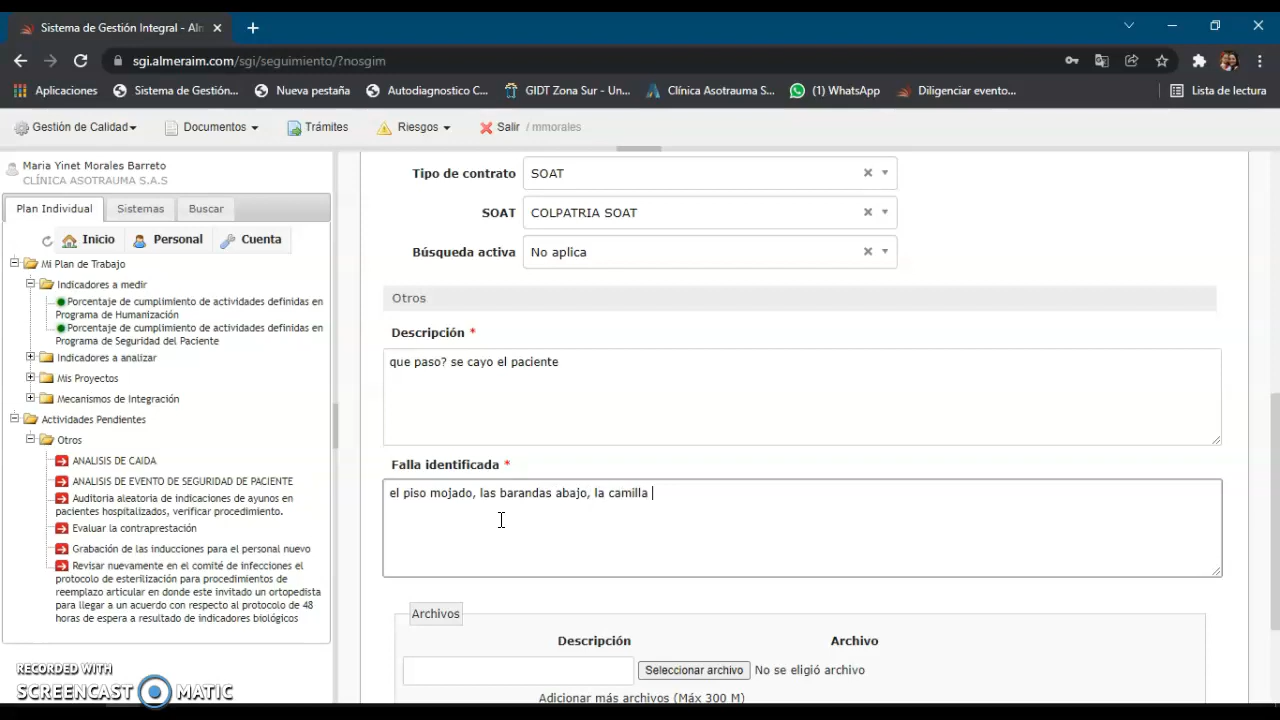 Sistema de Gestión Integral - Alm
sgi.almeraim.com/sgi/seguimiento/?nosgim
Aplicaciones
Sistema de Gestión...
Nueva pestaña
Autodiagnostico C...
GIDT Zona Sur - Un...
Clínica Asotrauma S...
(1) WhatsApp
Diligenciar evento...
Lista de lectura
Gestión de Calidad
Documentos
Trámites
Riesgos
Salir / mmorales
Maria Yinet Morales Barreto
CLÍNICA ASOTRAUMA S.A.S
Plan Individual
Sistemas
Buscar
Inicio
Personal
Cuenta
Mi Plan de Trabajo
Indicadores a medir
Porcentaje de cumplimiento de actividades definidas en
Programa de Humanización
Porcentaje de cumplimiento de actividades definidas en
Programa de Seguridad del Paciente
Indicadores a analizar
Mis Proyectos
Mecanismos de Integración
Actividades Pendientes
Otros
ANALISIS DE CAIDA
ANALISIS DE EVENTO DE SEGURIDAD DE PACIENTE
Auditoria aleatoria de indicaciones de ayunos en
pacientes hospitalizados, verificar procedimiento.
Evaluar la contraprestación
Grabación de las inducciones para el personal nuevo
Revisar nuevamente en el comité de infecciones el
protocolo de esterilización para procedimientos de
reemplazo articular en donde este invitado un ortopedista
para llegar a un acuerdo con respecto al protocolo de 48
horas de espera a resultado de indicadores biológicos
RECORDED WITH
SCREENCAST MATIC
Tipo de contrato
SOAT
SOAT
COLPATRIA SOAT
Búsqueda activa
No aplica
Otros
Descripción *
que paso? se cayo el paciente
Falla identificada *
el piso mojado, las barandas abajo, la camilla
Archivos
Descripción
Archivo
Seleccionar archivo
No se eligió archivo
Adicionar más archivos (Máx 300 M)